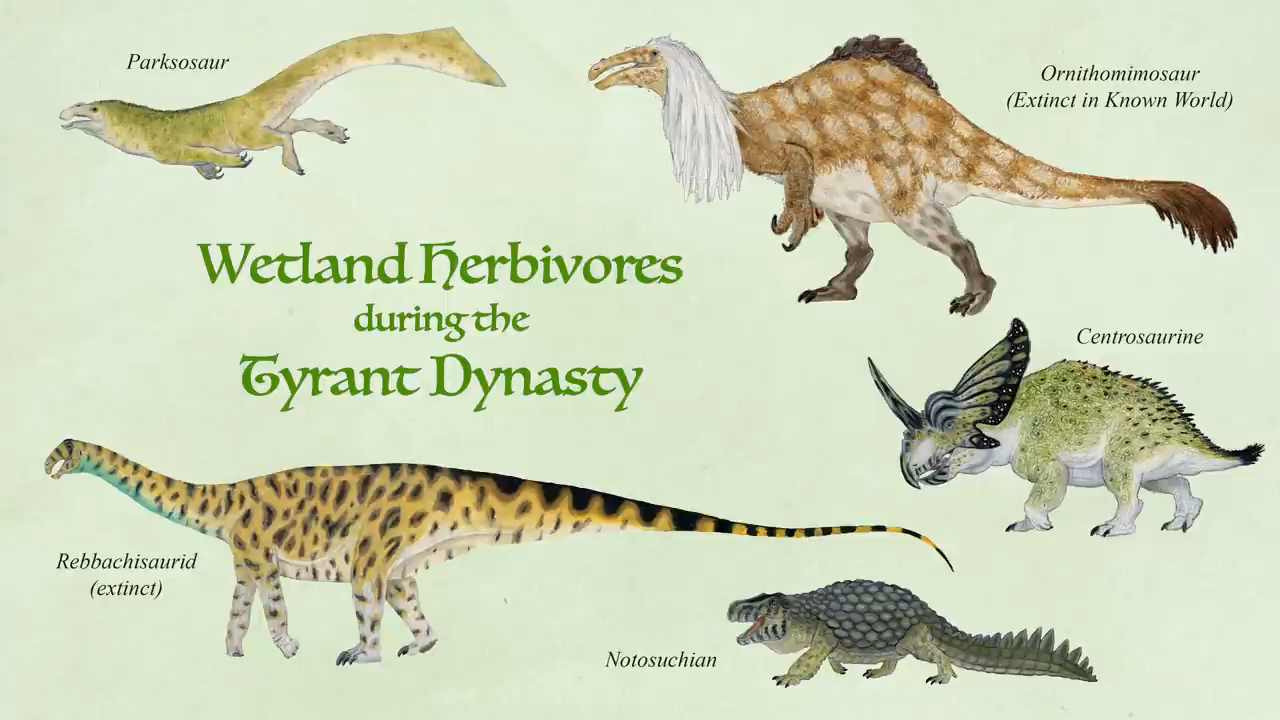 Parksosaur
Ornithomimosaur
(Extinct in Known World)
Wetland Herbivores
during the
Tyrant Dynasty
Centrosaurine
Rebbachisaurid
(extinct)
Notosuchian